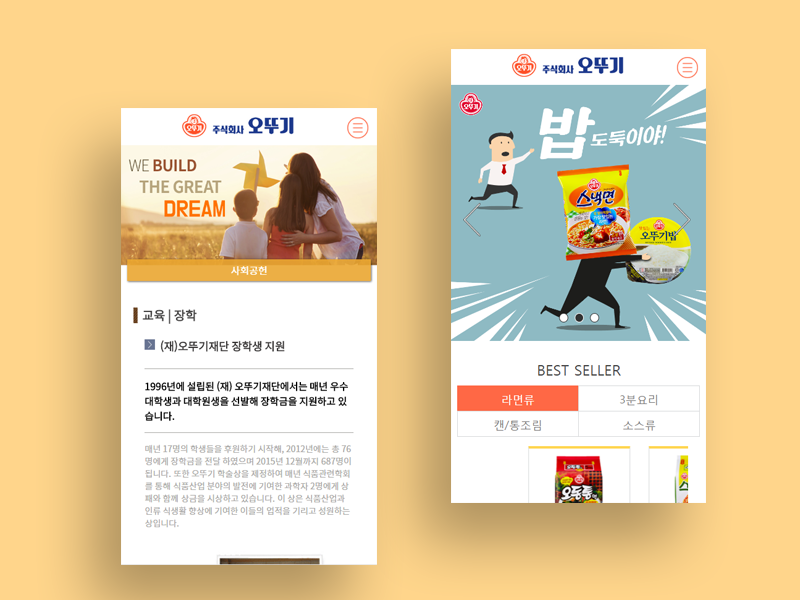 오뚜기
주식회사 오뚜기
WE BUILD
THE GREAT
DREAM
사회공헌
교육 | 장학
(재)오뚜기재단 장학생 지원
1996년에 설립된 (재) 오뚜기재단에서는 매년 우수
대학생과 대학원생을 선발해 장학금을 지원하고 있
습니다.
매년 17명의 학생들을 후원하기 시작해, 2012년에는 총 76
명에게 장학금을 전달 하였으며 2015년 12월까지 687명이
됩니다. 또한 오뚜기 학술상을 제정하여 매년 식품관련학회
를 통해 식품산업 분야의 발전에 기여한 과학자 2명에게 상
패와 함께 상금을 시상하고 있습니다. 이 상은 식품산업과
인류 식생활 향상에 기여한 이들의 업적을 기리고 성원하는
상입니다.
오뚜기
주식회사 오뚜기
오뚜기
밥 도둑이야!
스낵면
오뚜기밥
BEST SELLER
라면류
3분요리
캔/통조림
소스류
오동통